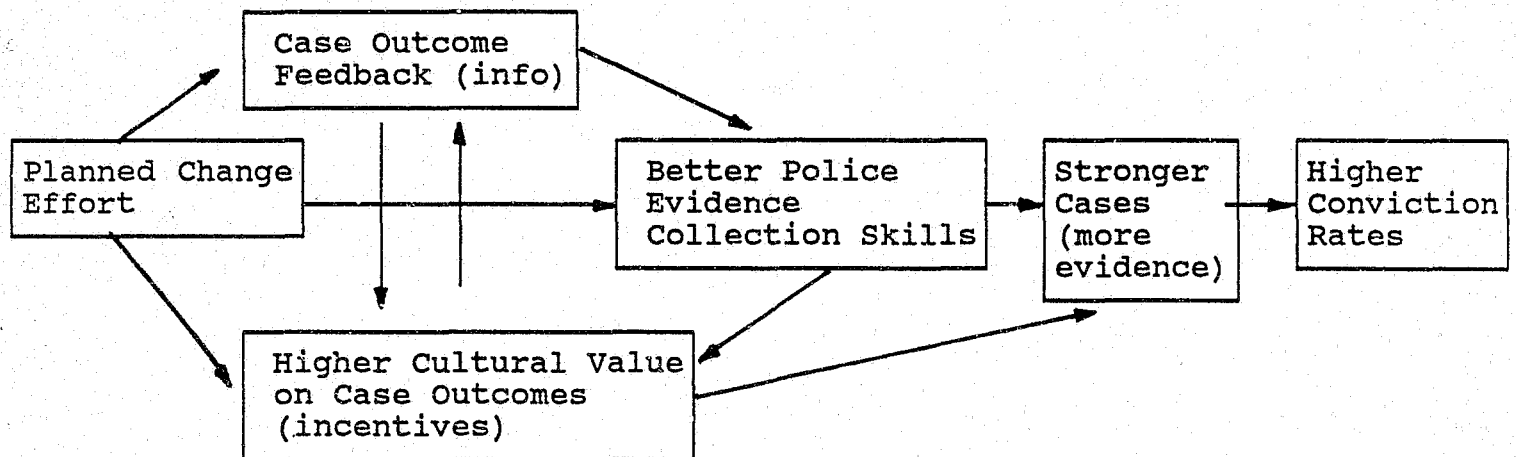 Case Outcome
Feedback (info)
Planned Change
Effort
Better Police
Evidence
Collection Skills
Stronger
Cases
(more
evidence)
Higher
Conviction
Rates
Higher Cultural Value
on Case Outcomes
(incentives)